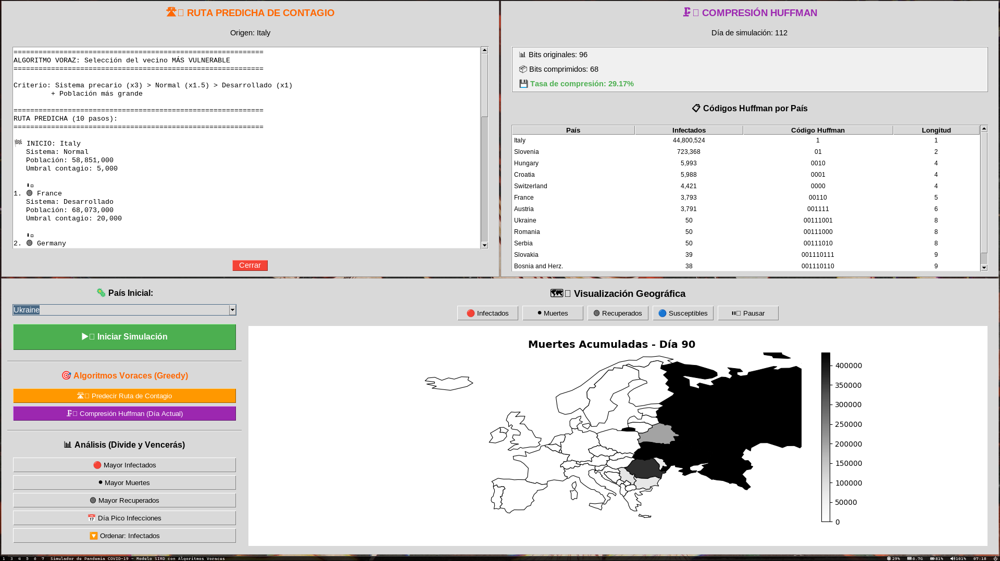 RUTA PREDICHA DE CONTAGIO
Origen: Italy
============================================================
ALGORITMO VORAZ: Selección del vecino MÁS VULNERABLE
============================================================
Criterio: Sistema precario (x3) > Normal (x1.5) > Desarrollado (x1)
+ Población más grande
============================================================
RUTA PREDICHA (10 pasos):
============================================================
🏁 INICIO: Italy
Sistema: Normal
Población: 58,851,000
Umbral contagio: 5,000
⬇
1. France
Sistema: Desarrollado
Población: 68,073,000
Umbral contagio: 20,000
⬇
2. Germany
Cerrar
COMPRESIÓN HUFFMAN
Día de simulación: 112
📊 Bits originales: 96
📦 Bits comprimidos: 68
💾 Tasa de compresión: 29.17%
📋 Códigos Huffman por País
País Infectados Código Huffman Longitud
Italy 44,800,524 1 1
Slovenia 723,368 01 2
Hungary 5,993 0010 4
Croatia 5,988 0001 4
Switzerland 4,421 0000 4
France 3,793 00110 5
Austria 3,791 001111 6
Ukraine 50 00111001 8
Romania 50 00111000 8
Serbia 50 00111010 8
Slovakia 39 001110111 9
Bosnia and Herz. 38 001110110 9
🦠 País Inicial:
Ukraine
▶ Iniciar Simulación
🎯 Algoritmos Voraces (Greedy)
Predecir Ruta de Contagio
Compresión Huffman (Día Actual)
📊 Análisis (Divide y Vencerás)
🔴 Mayor Infectados
⚫ Mayor Muertes
Mayor Recuperados
📅 Día Pico Infecciones
🔽 Ordenar: Infectados
🗺 Visualización Geográfica
🔴 Infectados
⚫ Muertes
Recuperados
🔵 Susceptibles
⏸ Pausar
Muertes Acumuladas - Día 90
400000
350000
300000
250000
200000
150000
100000
50000
0
1 3 4 5 6 7 Simulador de Pandemia COVID-19 - Modelo SIRD con Algoritmos Voraces
29% 6.7G 81% 101% 07:18